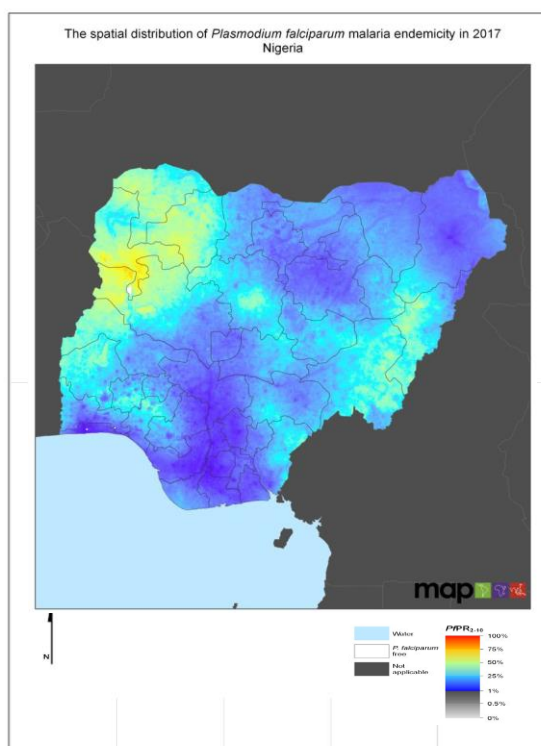 The spatial distribution of Plasmodium falciparum malaria endemicity in 2017
Nigeria
map
N
Water
P. falciparum
free
Not
applicable
PfPR2-10
100%
75%
50%
25%
1%
0.5%
0%